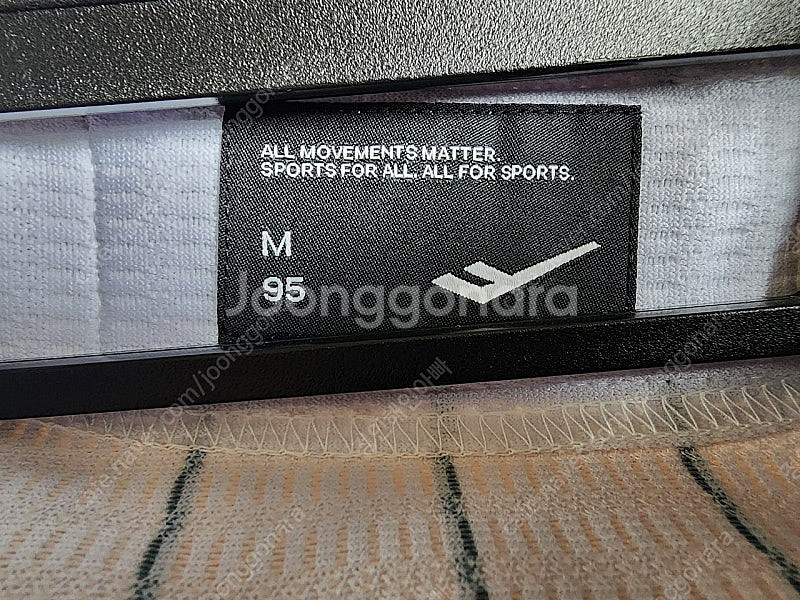 ALL MOVEMENTS MATTER.
SPORTS FOR ALL. ALL FOR SPORTS.
M
95
Joonggonara